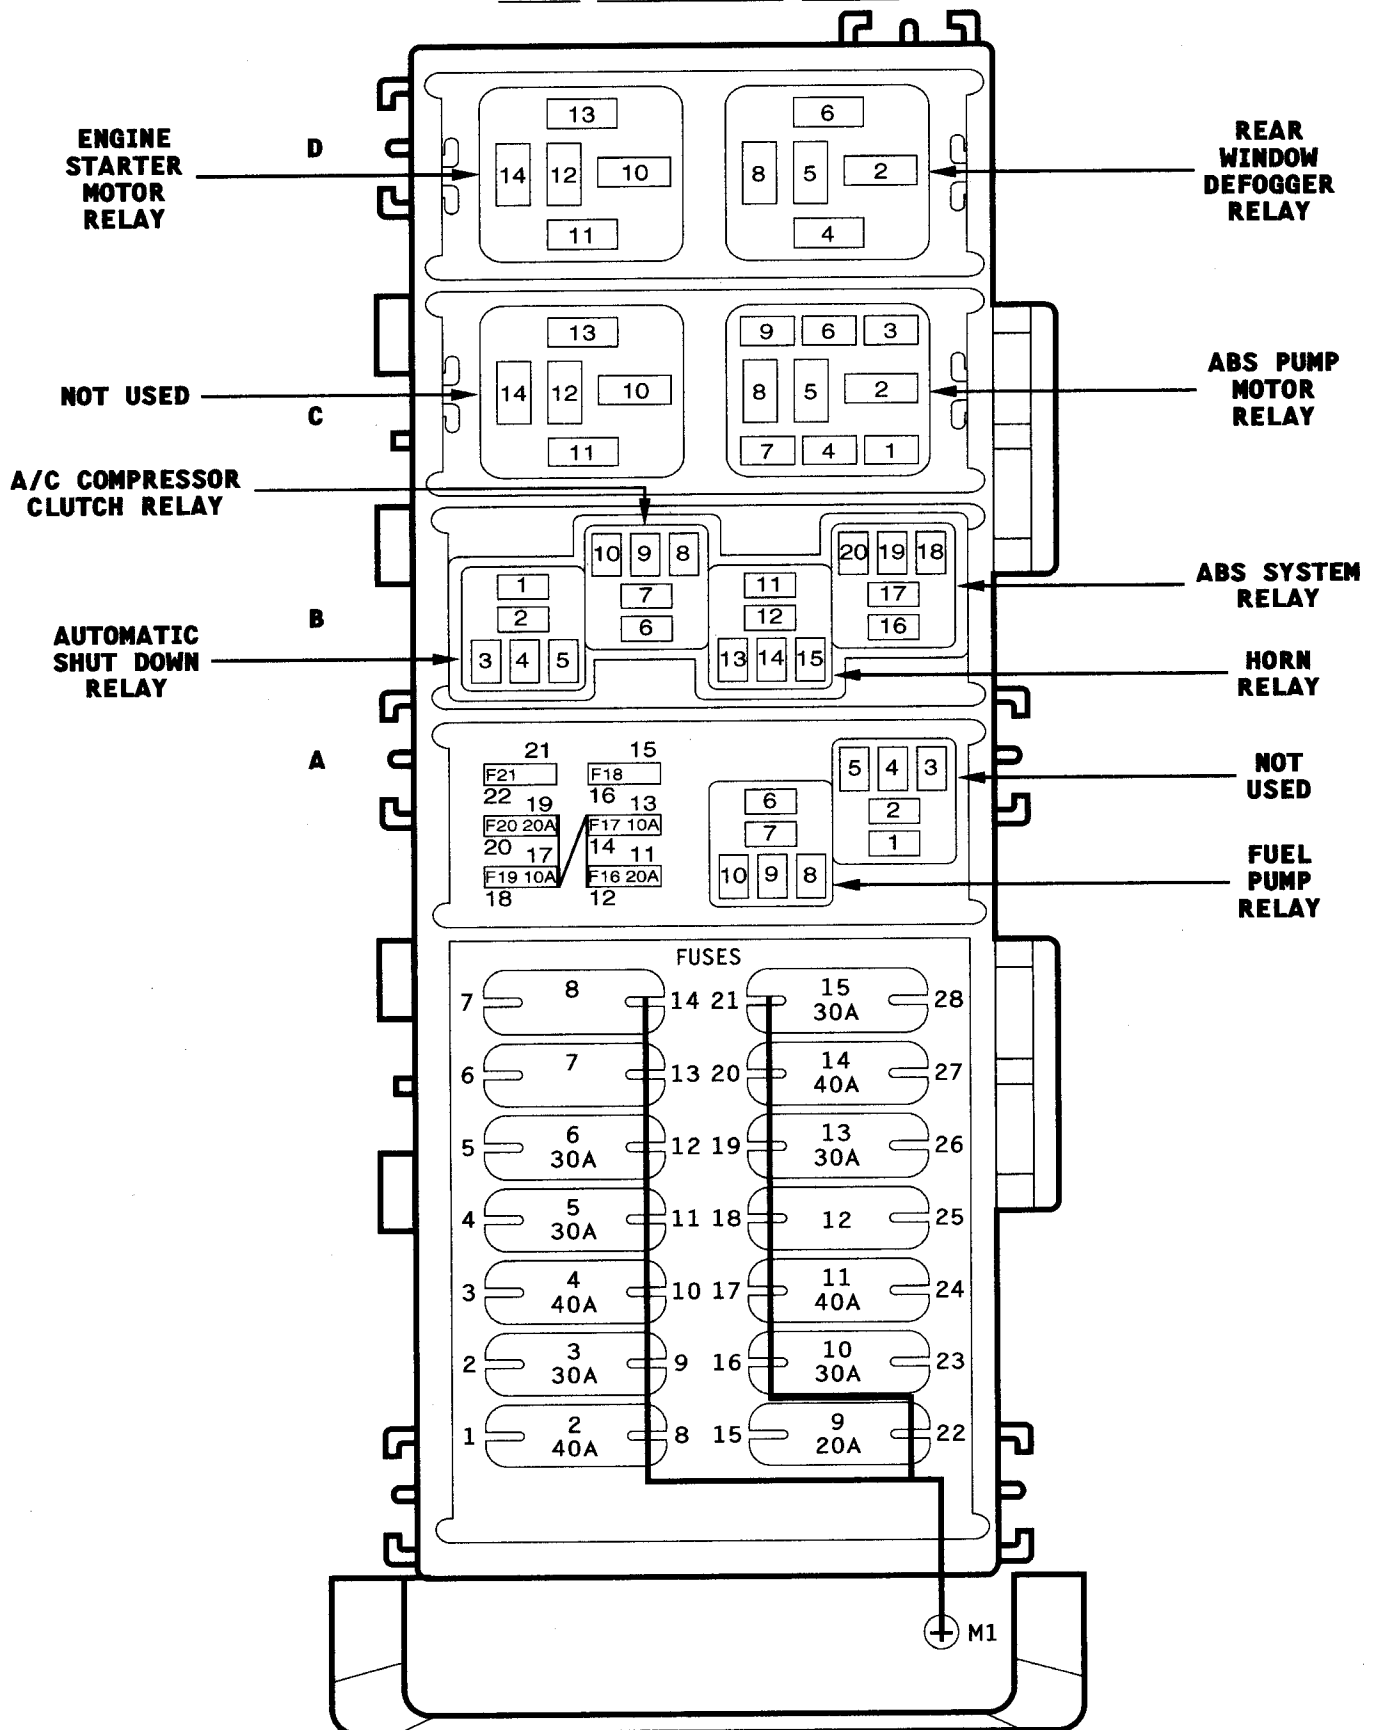 ENGINE
STARTER
MOTOR
RELAY
D
13
14 12 10
11
6
8 5 2
4
REAR
WINDOW
DEFOGGER
RELAY
NOT USED
C
13
14 12 10
11
9 6 3
8 5 2
7 4 1
ABS PUMP
MOTOR
RELAY
A/C COMPRESSOR
CLUTCH RELAY
B
10 9 8
7
6
20 19 18
17
16
ABS SYSTEM
RELAY
AUTOMATIC
SHUT DOWN
RELAY
1
2
3 4 5
11
12
13 14 15
HORN
RELAY
A
21 15
F21 F18
22 19 16 13
F20 20A F17 10A
20 17 14 11
F19 10A F16 20A
18 12
5 4 3
2
1
NOT
USED
6
7
10 9 8
FUEL
PUMP
RELAY
FUSES
7 8 14 21 15 28
30A
6 7 13 20 14 27
40A
5 6 12 19 13 26
30A 30A
4 5 11 18 12 25
30A
3 4 10 17 11 24
40A 40A
2 3 9 16 10 23
30A 30A
1 2 8 15 9 22
40A 20A
M1